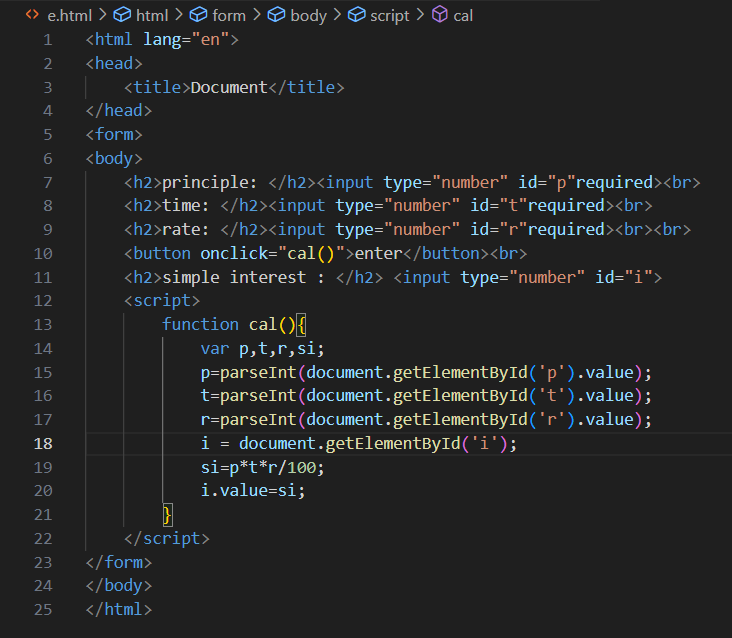 <> e.html > html > form > body > script > cal
1 <html lang="en">
2 <head>
3     <title>Document</title>
4 </head>
5 <form>
6 <body>
7     <h2>principle: </h2><input type="number" id="p"required><br>
8     <h2>time: </h2><input type="number" id="t"required><br>
9     <h2>rate: </h2><input type="number" id="r"required><br><br>
10     <button onclick="cal()">enter</button><br>
11     <h2>simple interest : </h2> <input type="number" id="i">
12     <script>
13         function cal(){
14             var p,t,r,si;
15             p=parseInt(document.getElementById('p').value);
16             t=parseInt(document.getElementById('t').value);
17             r=parseInt(document.getElementById('r').value);
18             i = document.getElementById('i');
19             si=p*t*r/100;
20             i.value=si;
21         }
22     </script>
23 </form>
24 </body>
25 </html>